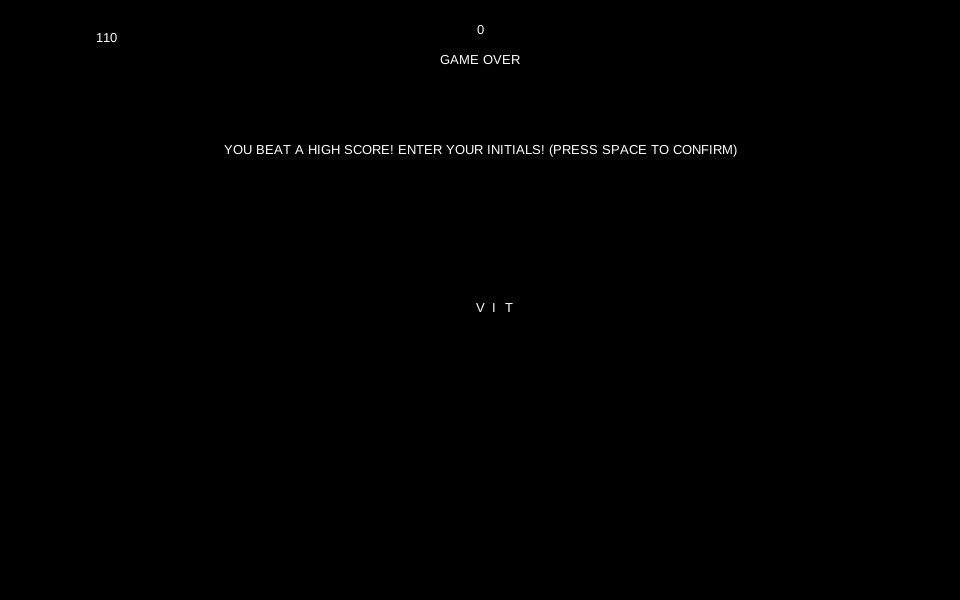 0
110
GAME OVER
YOU BEAT A HIGH SCORE! ENTER YOUR INITIALS! (PRESS SPACE TO CONFIRM)
V I T